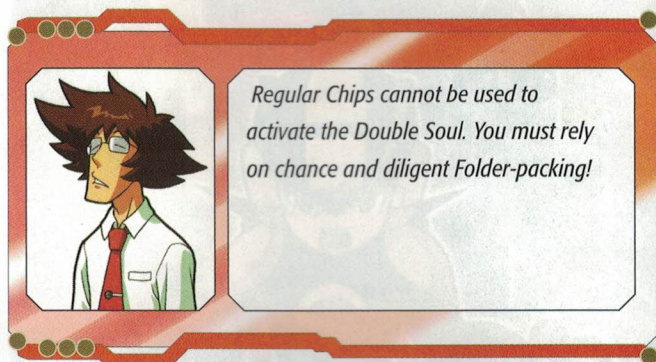 Regular Chips cannot be used to
activate the Double Soul. You must rely
on chance and diligent Folder-packing!